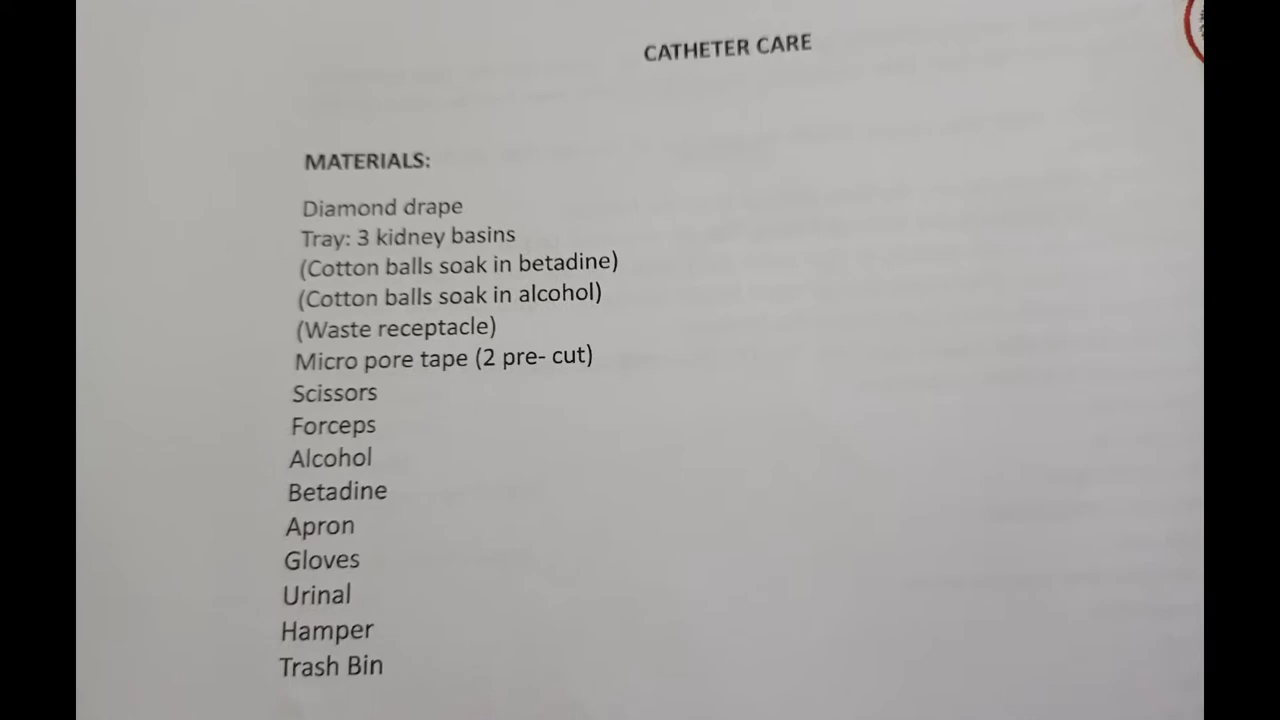 CATHETER CARE
MATERIALS:
Diamond drape
Tray: 3 kidney basins
(Cotton balls soak in betadine)
(Cotton balls soak in alcohol)
(Waste receptacle)
Micro pore tape (2 pre- cut)
Scissors
Forceps
Alcohol
Betadine
Apron
Gloves
Urinal
Hamper
Trash Bin